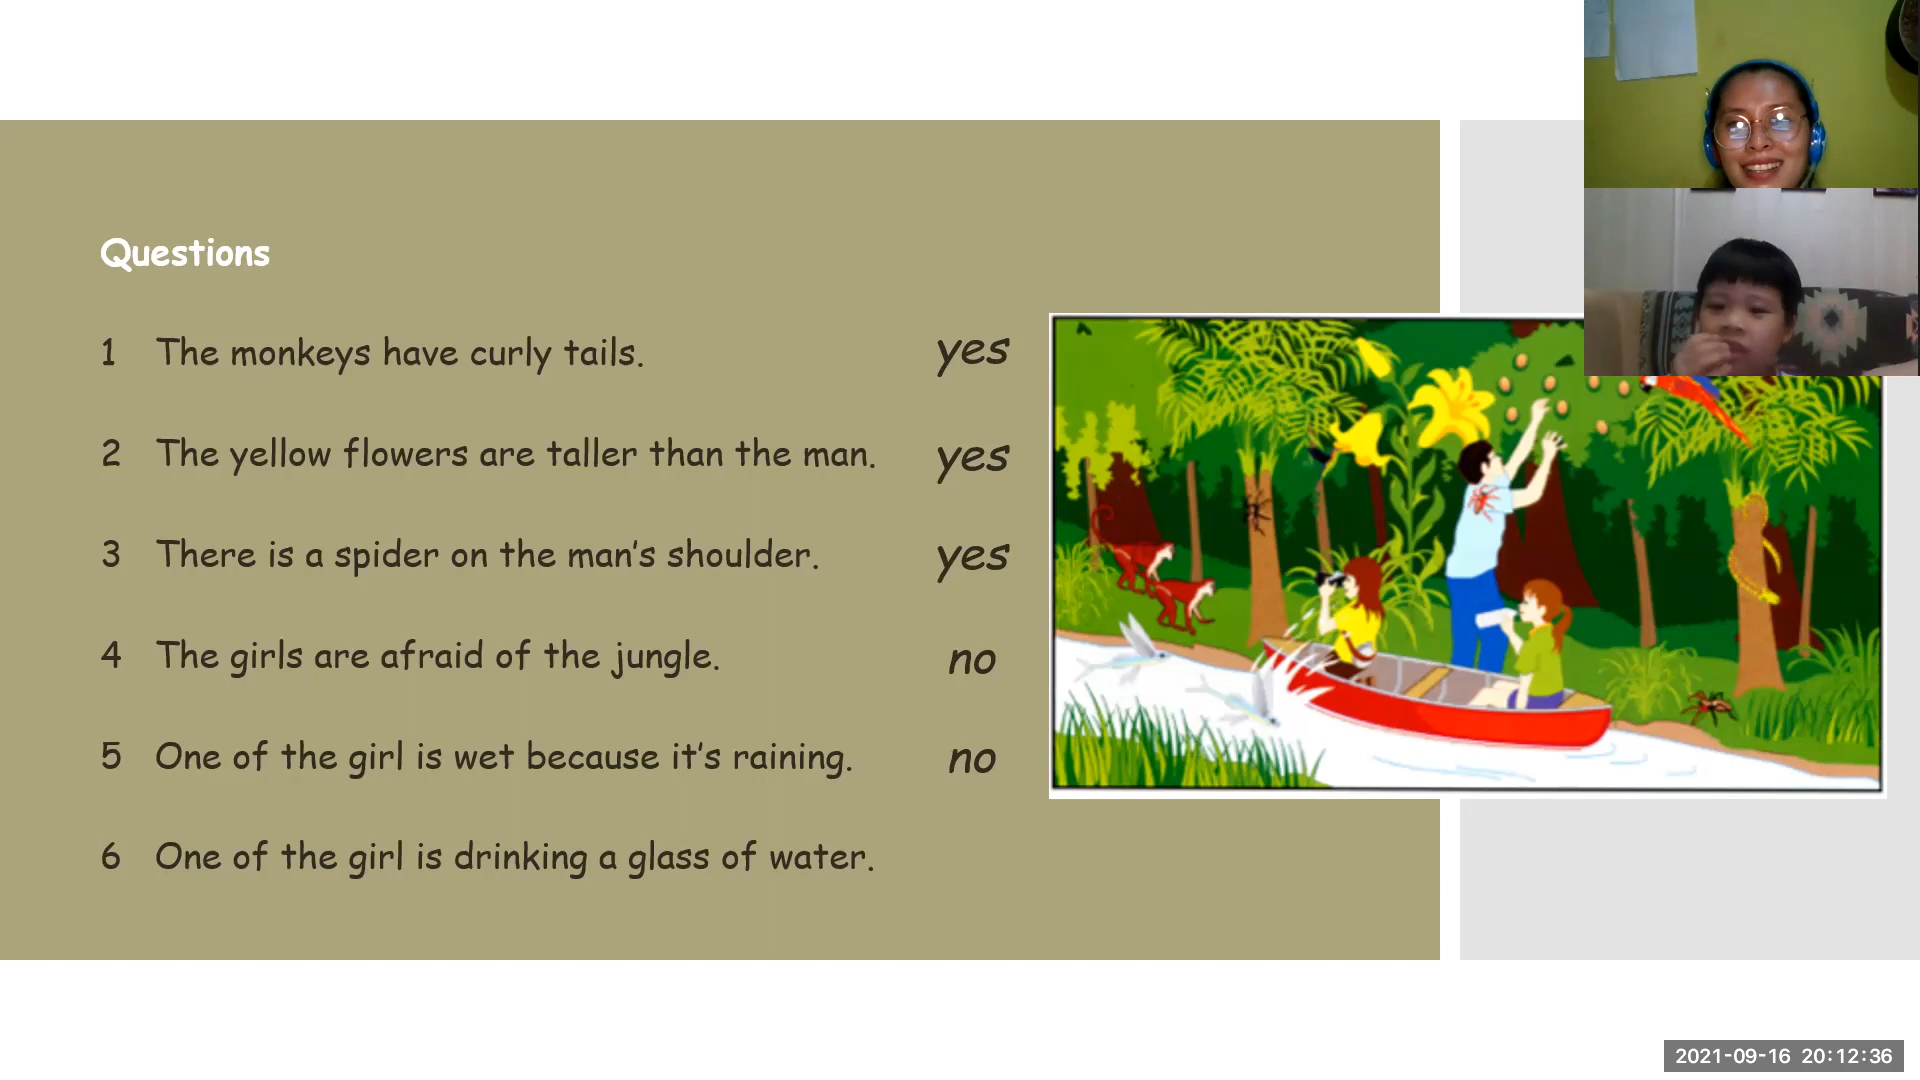 Questions
1 The monkeys have curly tails. yes
2 The yellow flowers are taller than the man. yes
3 There is a spider on the man's shoulder. yes
4 The girls are afraid of the jungle. no
5 One of the girl is wet because it's raining. no
6 One of the girl is drinking a glass of water.
2021-09-16 20:12:36